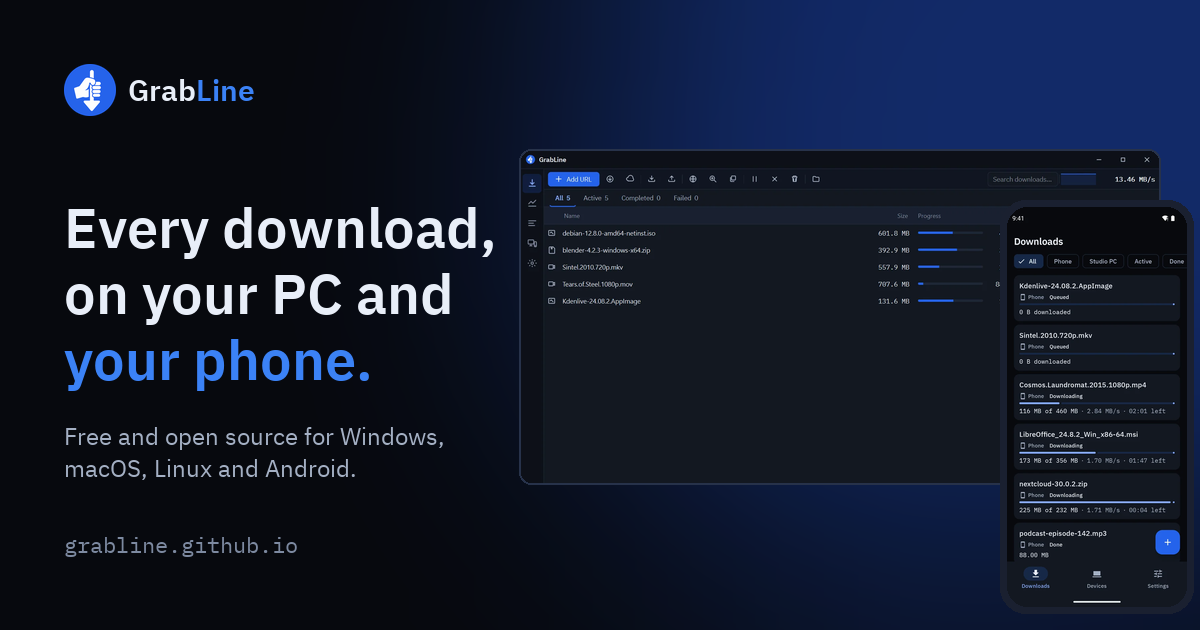 GrabLine
Every download,
on your PC and
your phone.
Free and open source for Windows,
macOS, Linux and Android.
grabline.github.io
GrabLine
+ Add URL
Search downloads...
13.46 MB/s
All 5 Active 5 Completed 0 Failed 0
Name Size Progress
debian-12.8.0-amd64-netinst.iso 601.8 MB
blender-4.2.3-windows-x64.zip 392.9 MB
Sintel.2010.720p.mkv 557.9 MB
Tears.of.Steel.1080p.mov 707.6 MB 8
Kdenlive-24.08.2.AppImage 131.6 MB
9:41
Downloads
All Phone Studio PC Active Done
Kdenlive-24.08.2.AppImage
Phone Queued
0 B downloaded
Sintel.2010.720p.mkv
Phone Queued
0 B downloaded
Cosmos.Laundromat.2015.1080p.mp4
Phone Downloading
116 MB of 460 MB · 2.84 MB/s · 02:01 left
LibreOffice_24.8.2_Win_x86-64.msi
Phone Downloading
173 MB of 356 MB · 1.70 MB/s · 01:47 left
nextcloud-30.0.2.zip
Phone Downloading
225 MB of 232 MB · 1.71 MB/s · 00:04 left
podcast-episode-142.mp3
Phone Done
88.00 MB
+
Downloads Devices Settings